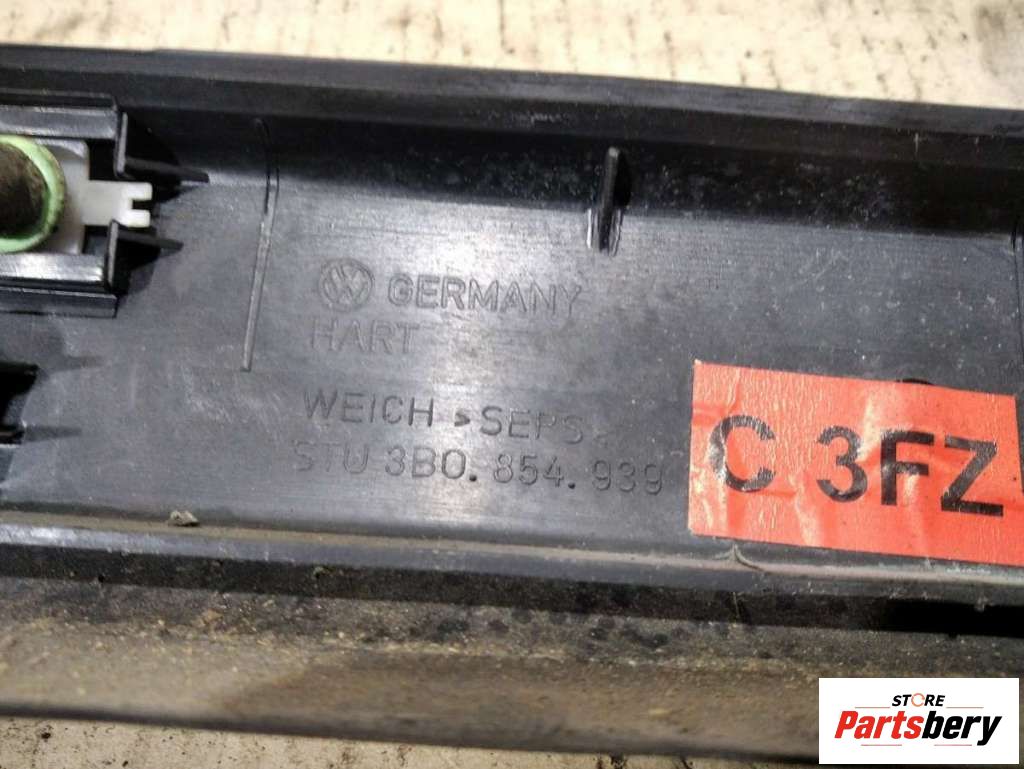 GERMANY
HART
WEICH >SEPS<
STU 3B0.854.939
C 3FZ
STORE
Partsbery